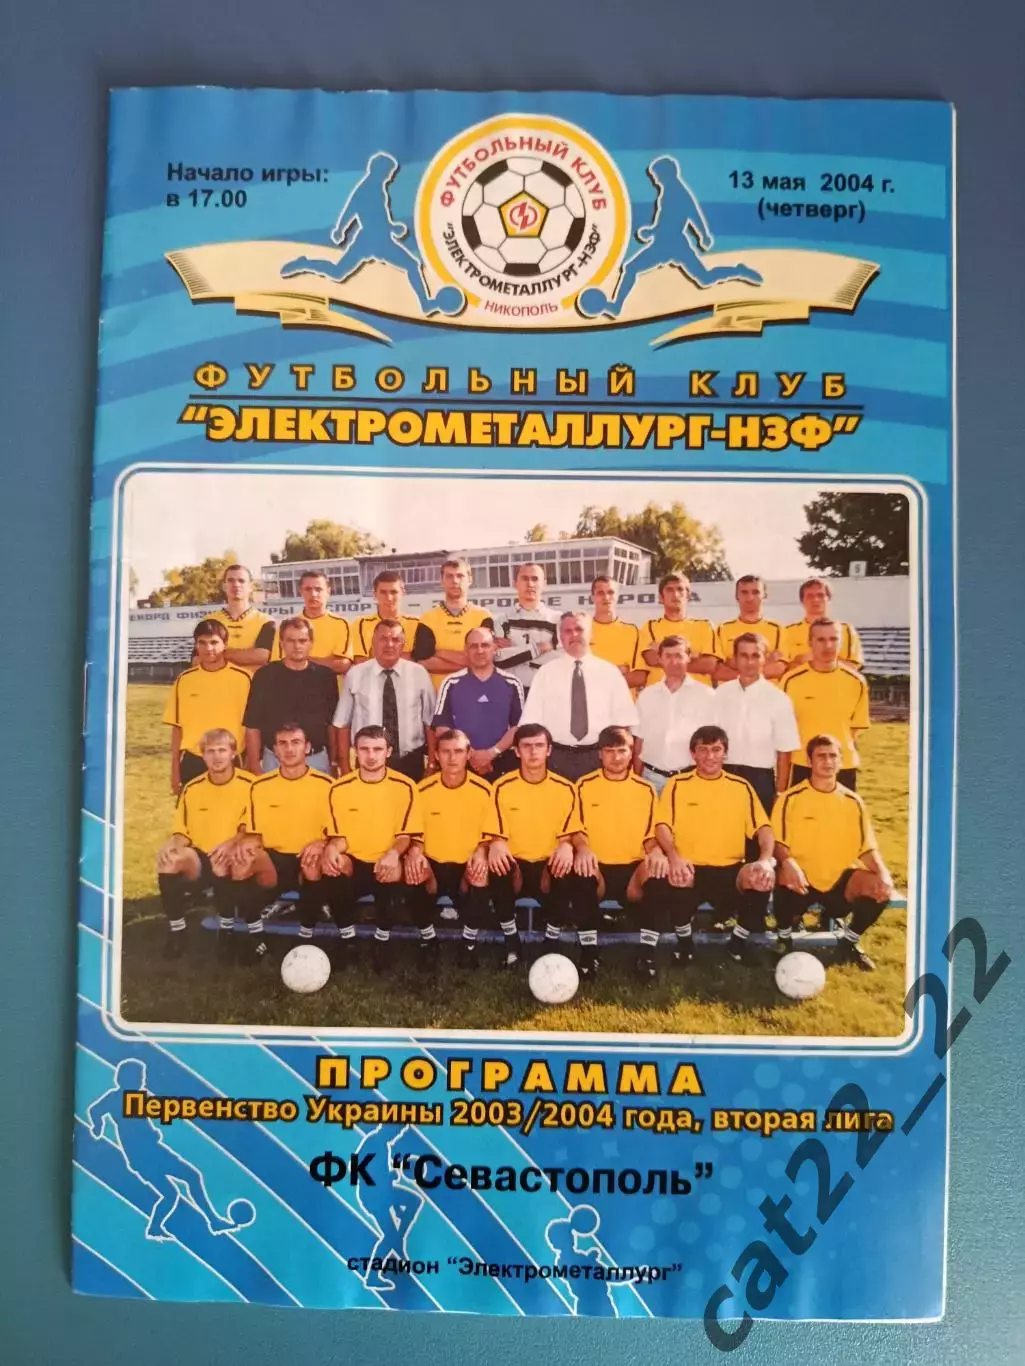 Начало игры:
в 17.00
13 мая 2004 г.
(четверг)
ФУТБОЛЬНЫЙ КЛУБ
"ЭЛЕКТРОМЕТАЛЛУРГ-НЗФ"
НИКОПОЛЬ
ФУТБОЛЬНЫЙ КЛУБ
"ЭЛЕКТРОМЕТАЛЛУРГ-НЗФ"
ПРОГРАММА
Первенство Украины 2003/2004 года, вторая лига
ФК "Севастополь"
стадион "Электрометаллург"
cat22_22